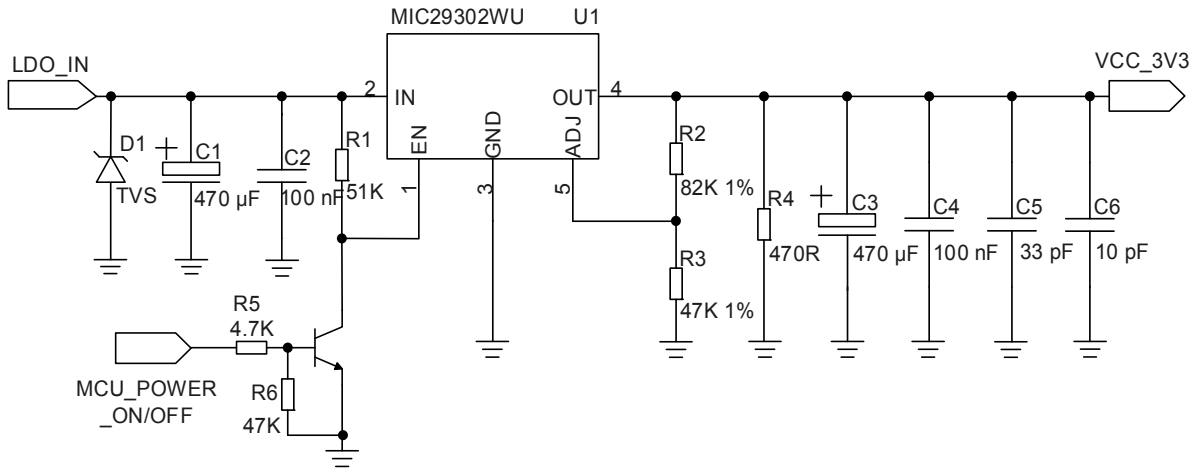 MIC29302WU U1
LDO_IN
VCC_3V3
2 IN
OUT 4
EN
GND
ADJ
1
3
5
D1
TVS
C1
470 µF
C2
100 nF
R1
51K
R2
82K 1%
R3
47K 1%
R4
470R
C3
470 µF
C4
100 nF
C5
33 pF
C6
10 pF
R5
4.7K
MCU_POWER
_ON/OFF
R6
47K